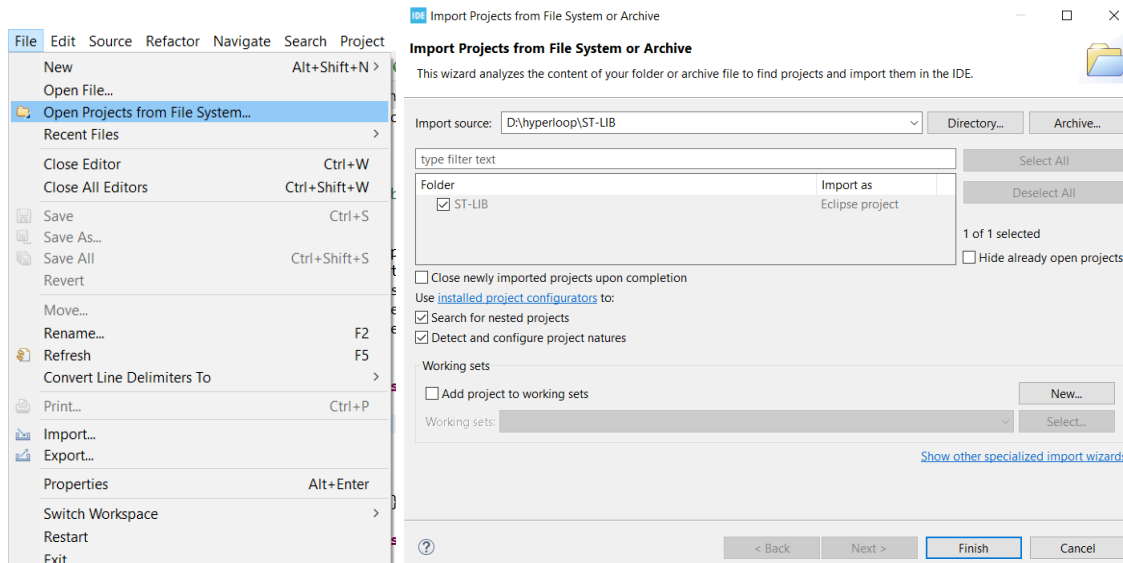 File Edit Source Refactor Navigate Search Project
New Alt+Shift+N >
Open File...
Open Projects from File System...
Recent Files >
Close Editor Ctrl+W
Close All Editors Ctrl+Shift+W
Save Ctrl+S
Save As...
Save All Ctrl+Shift+S
Revert
Move...
Rename... F2
Refresh F5
Convert Line Delimiters To >
Print... Ctrl+P
Import...
Export...
Properties Alt+Enter
Switch Workspace >
Restart
Exit
IDE Import Projects from File System or Archive
Import Projects from File System or Archive
This wizard analyzes the content of your folder or archive file to find projects and import them in the IDE.
Import source: D:\hyperloop\ST-LIB Directory... Archive...
type filter text Select All
Folder Import as
Deselect All
ST-LIB Eclipse project
1 of 1 selected
Hide already open projects
Close newly imported projects upon completion
Use installed project configurators to:
Search for nested projects
Detect and configure project natures
Working sets
Add project to working sets New...
Working sets: Select...
Show other specialized import wizards
? < Back Next > Finish Cancel